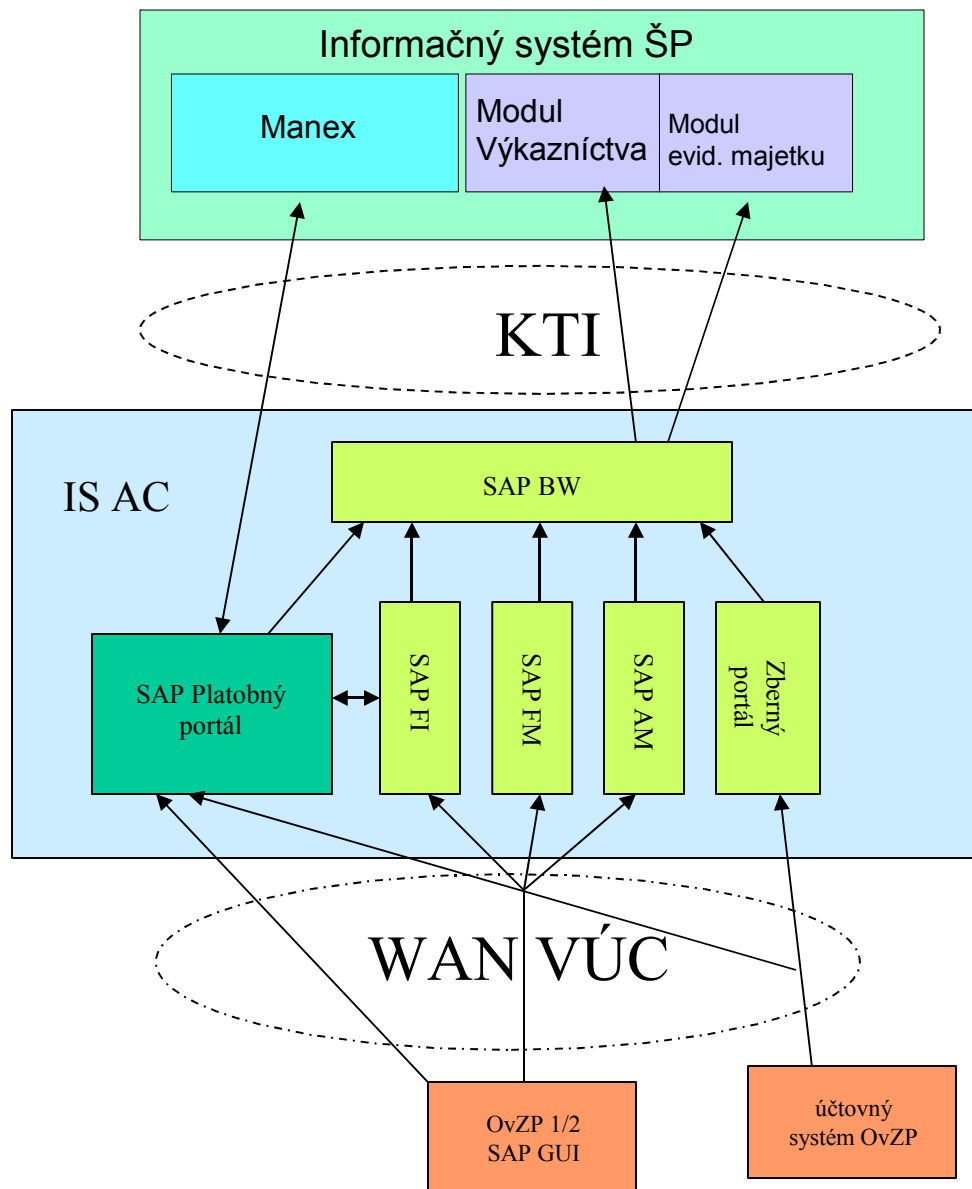 Informačný systém ŠP
Manex
Modul
Výkazníctva
Modul
evid. majetku
KTI
IS AC
SAP BW
SAP Platobný
portál
SAP FI
SAP FM
SAP AM
Zberný
portál
WAN VÚC
OvZP 1/2
SAP GUI
účtovný
systém OvZP